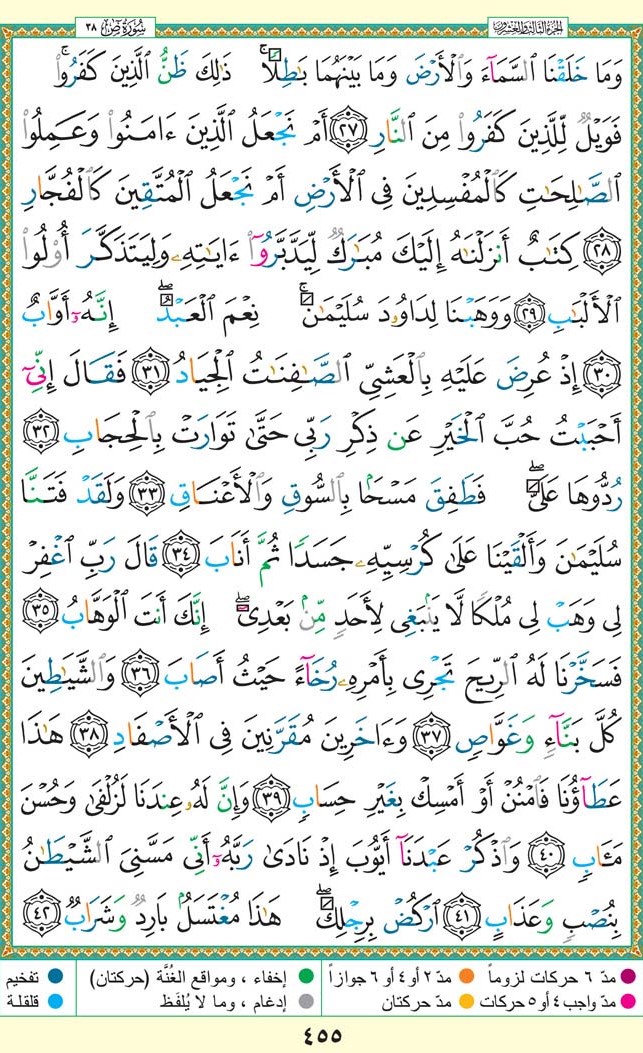 سُورَةُ صٓ ٣٨
الجزء الثالث والعشرون
وَمَا خَلَقْنَا ٱلسَّمَآءَ وَٱلْأَرْضَ وَمَا بَيْنَهُمَا بَٰطِلًا ۚ ذَٰلِكَ ظَنُّ ٱلَّذِينَ كَفَرُوا۟ ۚ
فَوَيْلٌ لِّلَّذِينَ كَفَرُوا۟ مِنَ ٱلنَّارِ ٢٧ أَمْ نَجْعَلُ ٱلَّذِينَ ءَامَنُوا۟ وَعَمِلُوا۟
ٱلصَّٰلِحَٰتِ كَٱلْمُفْسِدِينَ فِى ٱلْأَرْضِ أَمْ نَجْعَلُ ٱلْمُتَّقِينَ كَٱلْفُجَّارِ
٢٨ كِتَٰبٌ أَنزَلْنَٰهُ إِلَيْكَ مُبَٰرَكٌ لِّيَدَّبَّرُوٓا۟ ءَايَٰتِهِۦ وَلِيَتَذَكَّرَ أُو۟لُوا۟
ٱلْأَلْبَٰبِ ٢٩ وَوَهَبْنَا لِدَاوُۥدَ سُلَيْمَٰنَ ۚ نِعْمَ ٱلْعَبْدُ ۖ إِنَّهُۥٓ أَوَّابٌ
٣٠ إِذْ عُرِضَ عَلَيْهِ بِٱلْعَشِىِّ ٱلصَّٰفِنَٰتُ ٱلْجِيَادُ ٣١ فَقَالَ إِنِّىٓ
أَحْبَبْتُ حُبَّ ٱلْخَيْرِ عَن ذِكْرِ رَبِّى حَتَّىٰ تَوَارَتْ بِٱلْحِجَابِ ٣٢
رُدُّوهَا عَلَىَّ ۖ فَطَفِقَ مَسْحًۢا بِٱلسُّوقِ وَٱلْأَعْنَاقِ ٣٣ وَلَقَدْ فَتَنَّا
سُلَيْمَٰنَ وَأَلْقَيْنَا عَلَىٰ كُرْسِيِّهِۦ جَسَدًا ثُمَّ أَنَابَ ٣٤ قَالَ رَبِّ ٱغْفِرْ
لِى وَهَبْ لِى مُلْكًا لَّا يَنۢبَغِى لِأَحَدٍ مِّنۢ بَعْدِىٓ ۖ إِنَّكَ أَنتَ ٱلْوَهَّابُ ٣٥
فَسَخَّرْنَا لَهُ ٱلرِّيحَ تَجْرِى بِأَمْرِهِۦ رُخَآءً حَيْثُ أَصَابَ ٣٦ وَٱلشَّيَٰطِينَ
كُلَّ بَنَّآءٍ وَغَوَّاصٍ ٣٧ وَءَاخَرِينَ مُقَرَّنِينَ فِى ٱلْأَصْفَادِ ٣٨ هَٰذَا
عَطَآؤُنَا فَٱمْنُنْ أَوْ أَمْسِكْ بِغَيْرِ حِسَابٍ ٣٩ وَإِنَّ لَهُۥ عِندَنَا لَزُلْفَىٰ وَحُسْنَ
مَـَٔابٍ ٤٠ وَٱذْكُرْ عَبْدَنَآ أَيُّوبَ إِذْ نَادَىٰ رَبَّهُۥٓ أَنِّى مَسَّنِىَ ٱلشَّيْطَٰنُ
بِنُصْبٍ وَعَذَابٍ ٤١ ٱرْكُضْ بِرِجْلِكَ ۖ هَٰذَا مُغْتَسَلٌۢ بَارِدٌ وَشَرَابٌ ٤٢
مدّ ٦ حركات لزوماً مدّ ٢ أو ٤ أو ٦ جوازاً إخفاء ، ومواقع الغُنَّة (حركتان) تفخيم
مدّ واجب ٤ أو ٥ حركات مدّ حركتان إدغام ، وما لا يُلفَظ قلقلة
٤٥٥